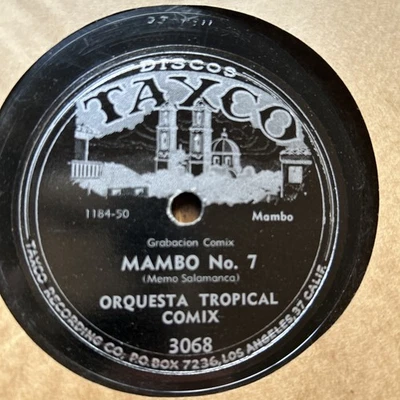 DISCOS
TAXCO
1184-50
Mambo
Grabacion Comix
MAMBO No. 7
(Memo Salamanca)
ORQUESTA TROPICAL
COMIX
3068
TAXCO RECORDING CO., P.O. BOX 7236, LOS ANGELES, 37 CALIF.